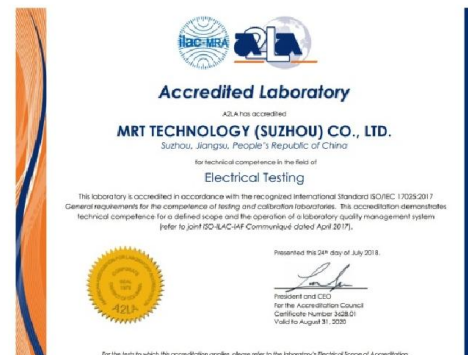 ilac-MRA
A2LA
Accredited Laboratory
A2LA has accredited
MRT TECHNOLOGY (SUZHOU) CO., LTD.
Suzhou, Jiangsu, People's Republic of China
for technical competence in the field of
Electrical Testing
This laboratory is accredited in accordance with the recognized International Standard ISO/IEC 17025:2017
General requirements for the competence of testing and calibration laboratories. This accreditation demonstrates
technical competence for a defined scope and the operation of a laboratory quality management system
(refer to joint ISO-ILAC-IAF Communiqué dated April 2017).
Presented this 24th day of July 2018.
President and CEO
For the Accreditation Council
Certificate Number 3628.01
Valid to August 31, 2020
CORPORATE
SEAL
1978
A2LA
For the tests to which this accreditation applies, please refer to the laboratory's Electrical Scope of Accreditation.